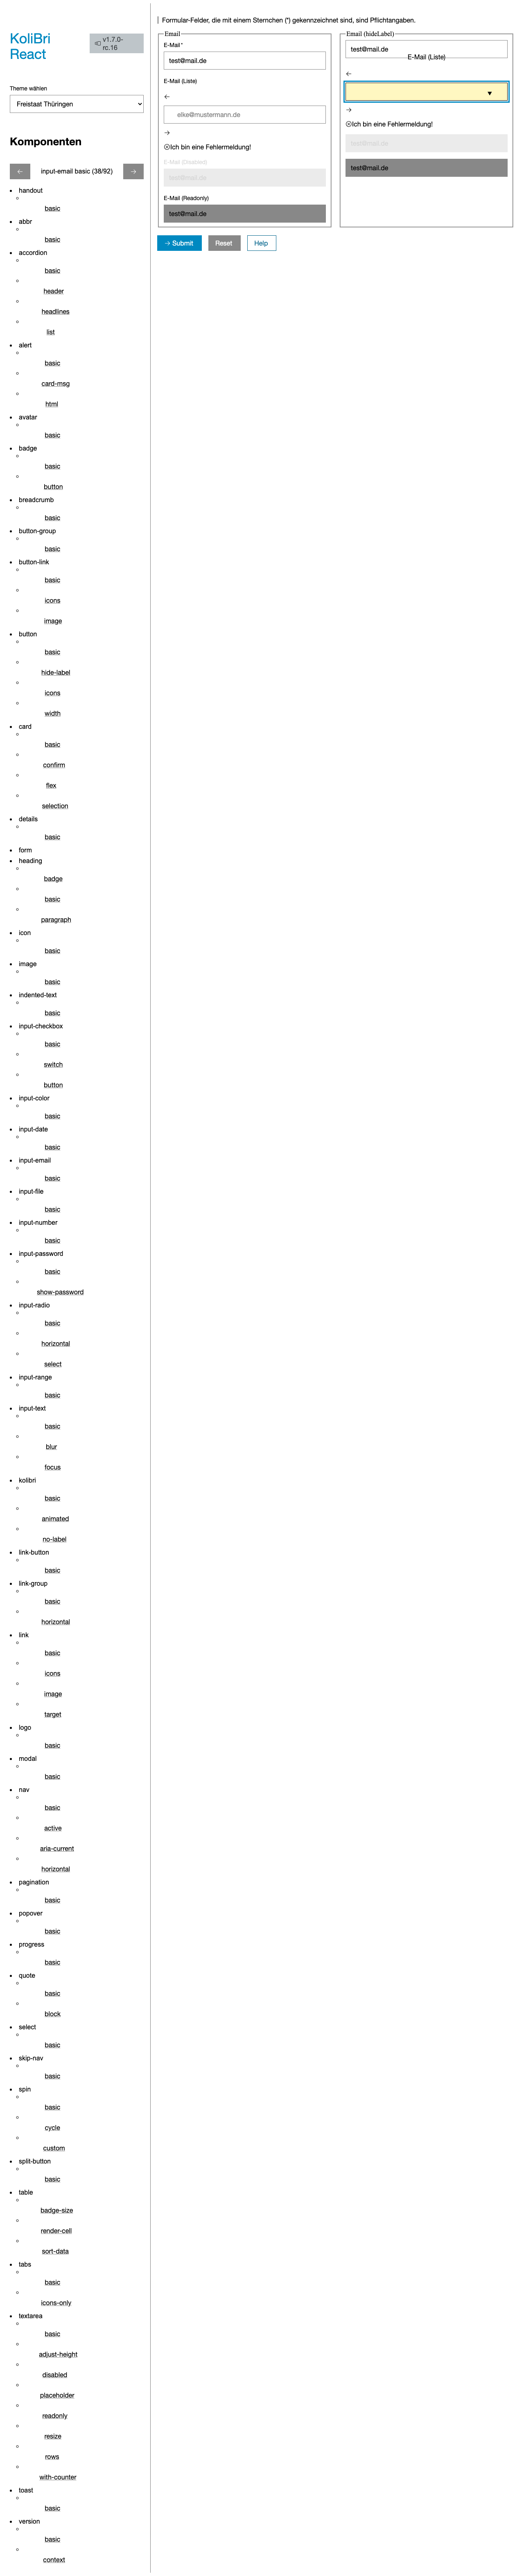 KoliBri
React
v1.7.0-
rc.16
Theme wählen
Freistaat Thüringen
Komponenten
input-email basic (38/92)
handout
basic
abbr
basic
accordion
basic
header
headlines
list
alert
basic
card-msg
html
avatar
basic
badge
basic
button
breadcrumb
basic
button-group
basic
button-link
basic
icons
image
button
basic
hide-label
icons
width
card
basic
confirm
flex
selection
details
basic
form
heading
badge
basic
paragraph
icon
basic
image
basic
indented-text
basic
input-checkbox
basic
switch
button
input-color
basic
input-date
basic
input-email
basic
input-file
basic
input-number
basic
input-password
basic
show-password
input-radio
basic
horizontal
select
input-range
basic
input-text
basic
blur
focus
kolibri
basic
animated
no-label
link-button
basic
link-group
basic
horizontal
link
basic
icons
image
target
logo
basic
modal
basic
nav
basic
active
aria-current
horizontal
pagination
basic
popover
basic
progress
basic
quote
basic
block
select
basic
skip-nav
basic
spin
basic
cycle
custom
split-button
basic
table
badge-size
render-cell
sort-data
tabs
basic
icons-only
textarea
basic
adjust-height
disabled
placeholder
readonly
resize
rows
with-counter
toast
basic
version
basic
context
Formular-Felder, die mit einem Sternchen (*) gekennzeichnet sind, sind Pflichtangaben.
Email
E-Mail*
test@mail.de
E-Mail (Liste)
elke@mustermann.de
Ich bin eine Fehlermeldung!
E-Mail (Disabled)
test@mail.de
E-Mail (Readonly)
test@mail.de
Email (hideLabel)
test@mail.de
E-Mail (Liste)
Ich bin eine Fehlermeldung!
test@mail.de
test@mail.de
Submit
Reset
Help